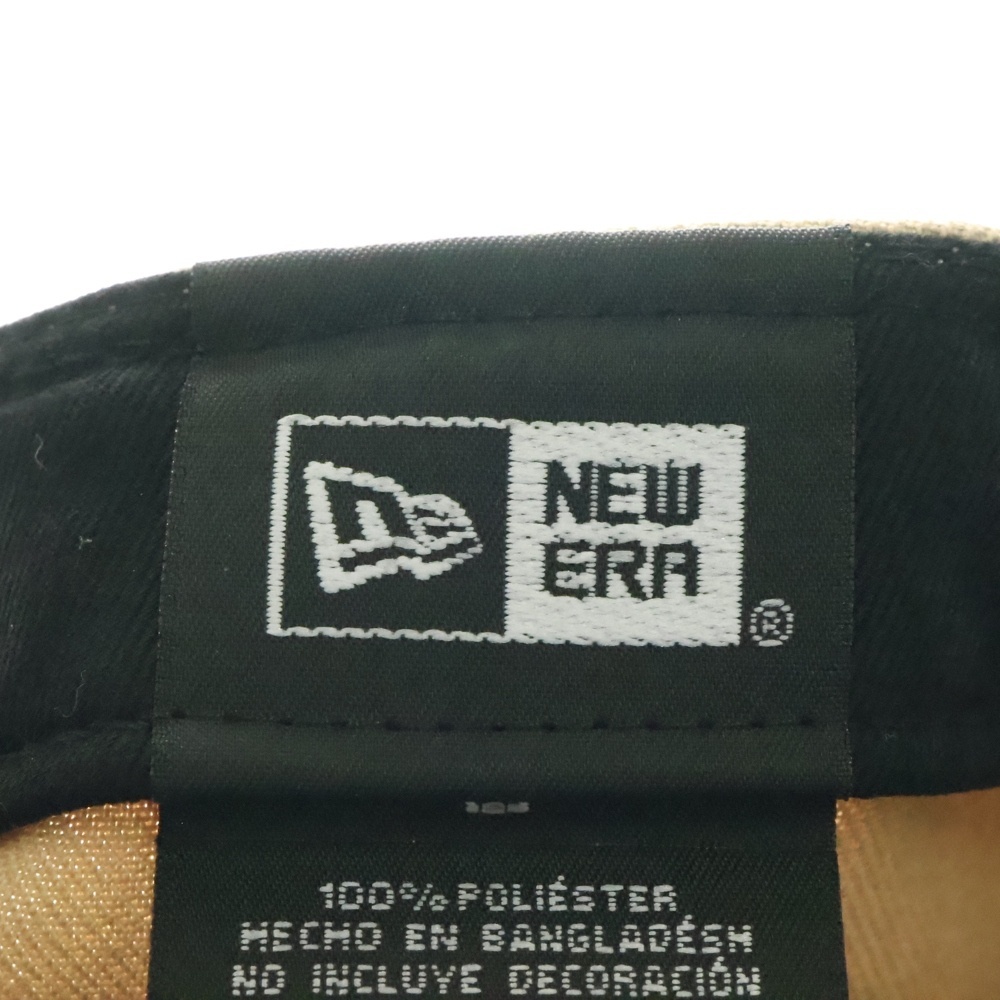 NEW
ERA
®
100% POLIÉSTER
HECHO EN BANGLADÉSH
NO INCLUYE DECORACIÓN